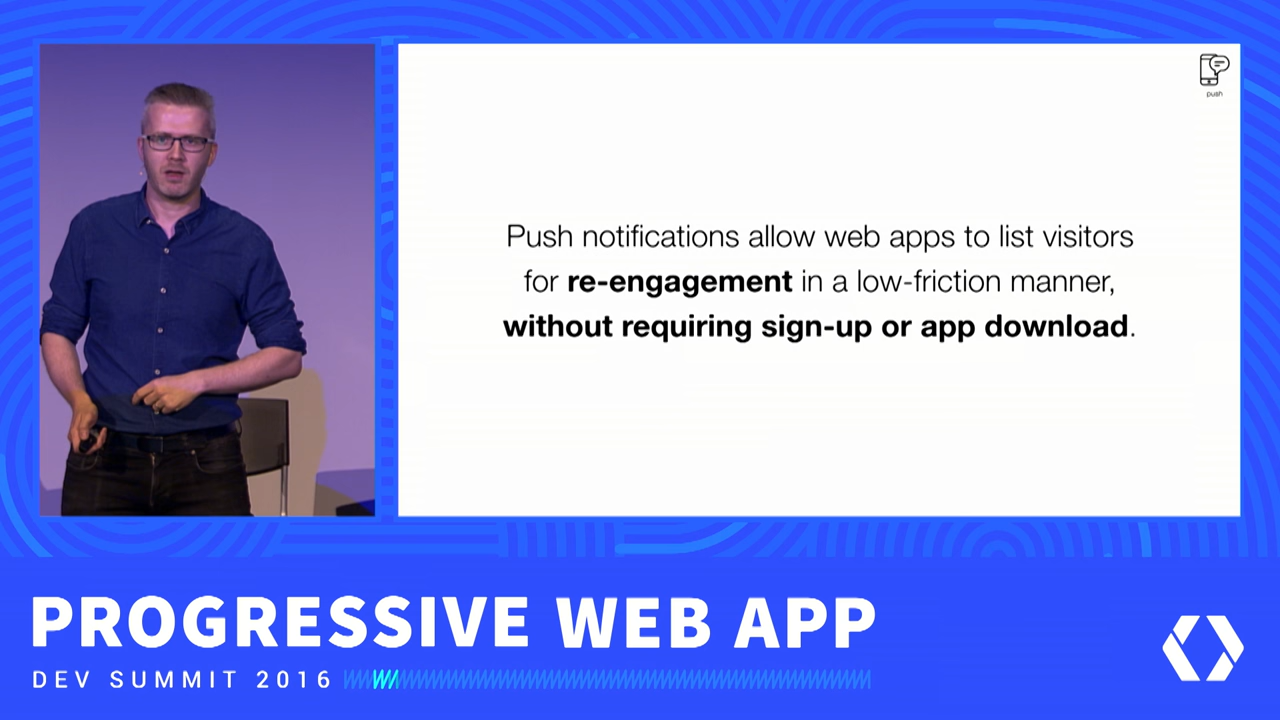 push
Push notifications allow web apps to list visitors
for re-engagement in a low-friction manner,
without requiring sign-up or app download.
PROGRESSIVE WEB APP
DEV SUMMIT 2016